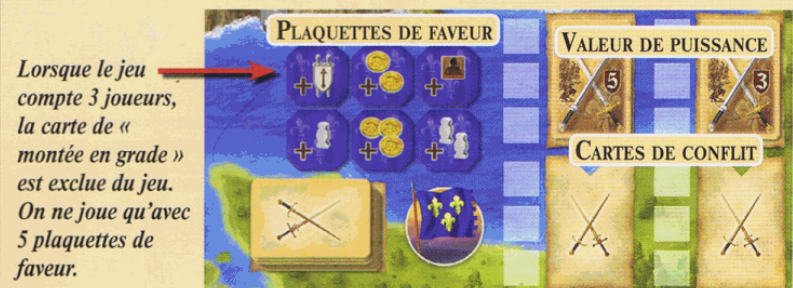 Lorsque le jeu
compte 3 joueurs,
la carte de «
montée en grade »
est exclue du jeu.
On ne joue qu'avec
5 plaquettes de
faveur.
PLAQUETTES DE FAVEUR
+
+
+
+
+
+
VALEUR DE PUISSANCE
5
3
CARTES DE CONFLIT